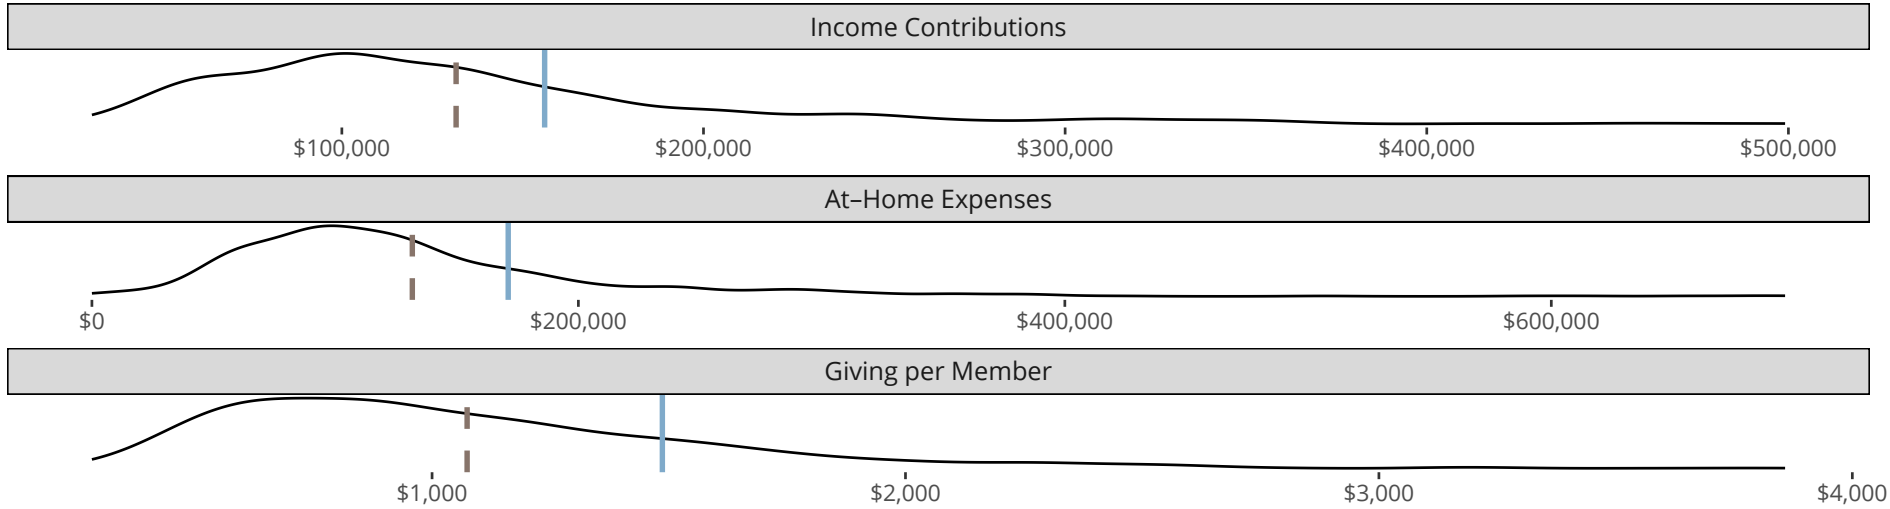 Income Contributions
$100,000 $200,000 $300,000 $400,000 $500,000
At–Home Expenses
$0 $200,000 $400,000 $600,000
Giving per Member
$1,000 $2,000 $3,000 $4,000